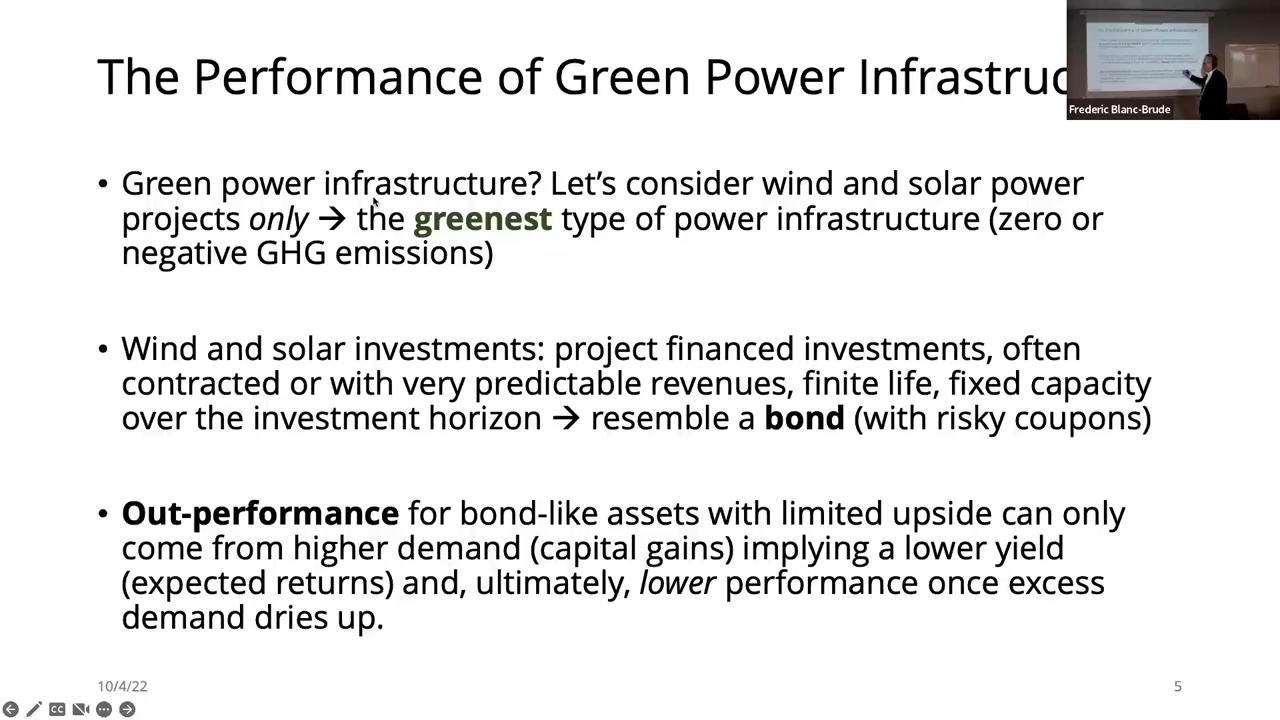 The Performance of Green Power Infrastruc
Frederic Blanc-Brude
• Green power infrastructure? Let's consider wind and solar power
projects only → the greenest type of power infrastructure (zero or
negative GHG emissions)
• Wind and solar investments: project financed investments, often
contracted or with very predictable revenues, finite life, fixed capacity
over the investment horizon → resemble a bond (with risky coupons)
• Out-performance for bond-like assets with limited upside can only
come from higher demand (capital gains) implying a lower yield
(expected returns) and, ultimately, lower performance once excess
demand dries up.
10/4/22
5
CC